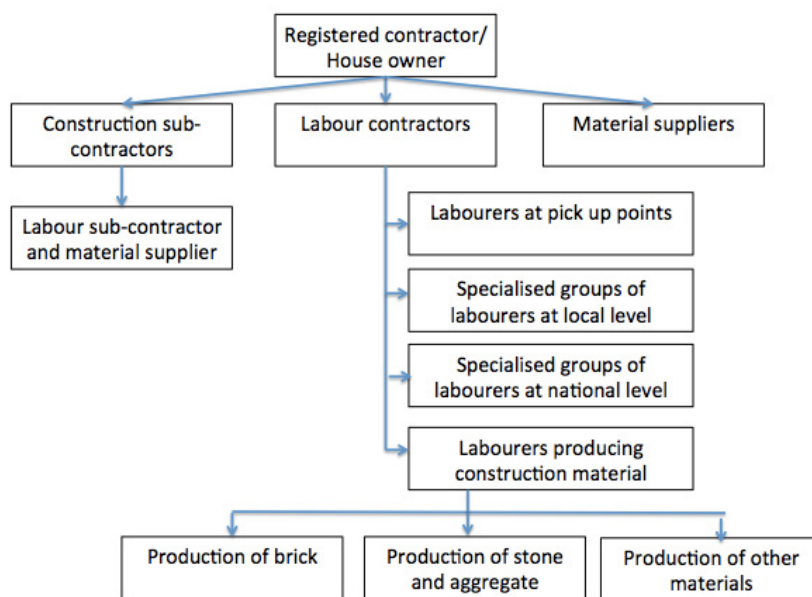 Registered contractor/
House owner
Construction sub-
contractors
Labour contractors
Material suppliers
Labour sub-contractor
and material supplier
Labourers at pick up points
Specialised groups of
labourers at local level
Specialised groups of
labourers at national level
Labourers producing
construction material
Production of brick
Production of stone
and aggregate
Production of other
materials